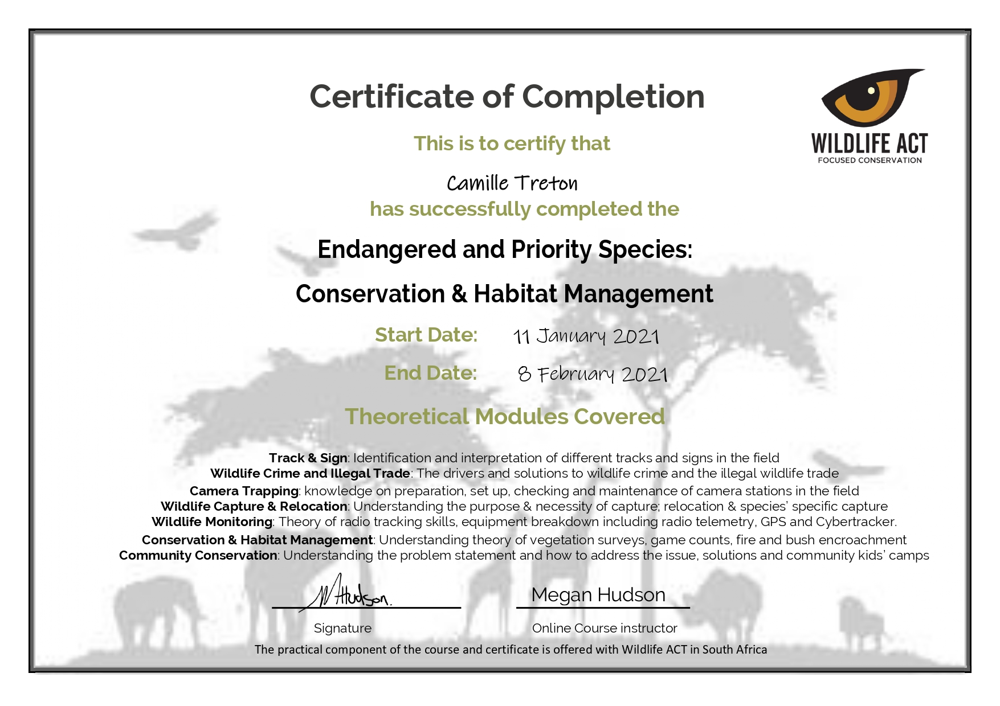 Certificate of Completion
WILDLIFE ACT
FOCUSED CONSERVATION
This is to certify that
Camille Treton
has successfully completed the
Endangered and Priority Species:
Conservation & Habitat Management
Start Date: 11 January 2021
End Date: 8 February 2021
Theoretical Modules Covered
Track & Sign: Identification and interpretation of different tracks and signs in the field
Wildlife Crime and Illegal Trade: The drivers and solutions to wildlife crime and the illegal wildlife trade
Camera Trapping: knowledge on preparation, set up, checking and maintenance of camera stations in the field
Wildlife Capture & Relocation: Understanding the purpose & necessity of capture; relocation & species’ specific capture
Wildlife Monitoring: Theory of radio tracking skills, equipment breakdown including radio telemetry, GPS and Cybertracker.
Conservation & Habitat Management: Understanding theory of vegetation surveys, game counts, fire and bush encroachment
Community Conservation: Understanding the problem statement and how to address the issue, solutions and community kids’ camps
MHudson. Megan Hudson
Signature Online Course instructor
The practical component of the course and certificate is offered with Wildlife ACT in South Africa